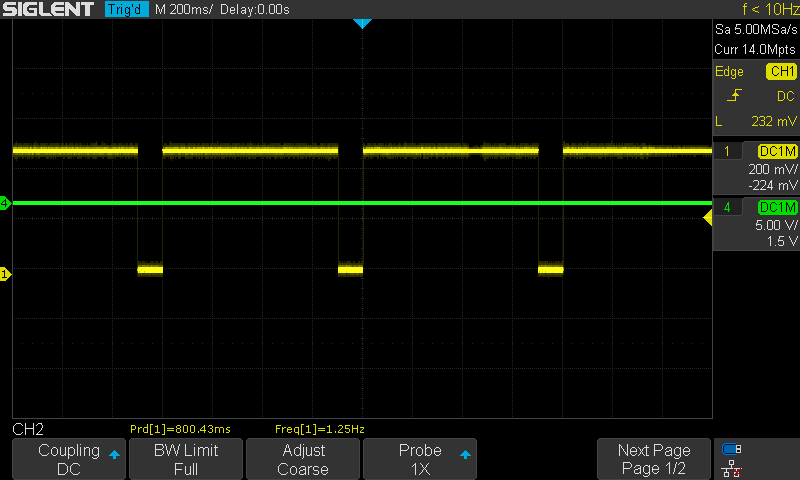 SIGLENT Trig'd M 200ms/ Delay:0.00s f < 10Hz
Sa 5.00MSa/s
Curr 14.0Mpts
Edge CH1
DC
L 232 mV
1 DC1M
200 mV/
-224 mV
4 DC1M
5.00 V/
1.5 V
4
1
CH2 Prd[1]=800.43ms Freq[1]=1.25Hz
Coupling BW Limit Adjust Probe Next Page
DC Full Coarse 1X Page 1/2